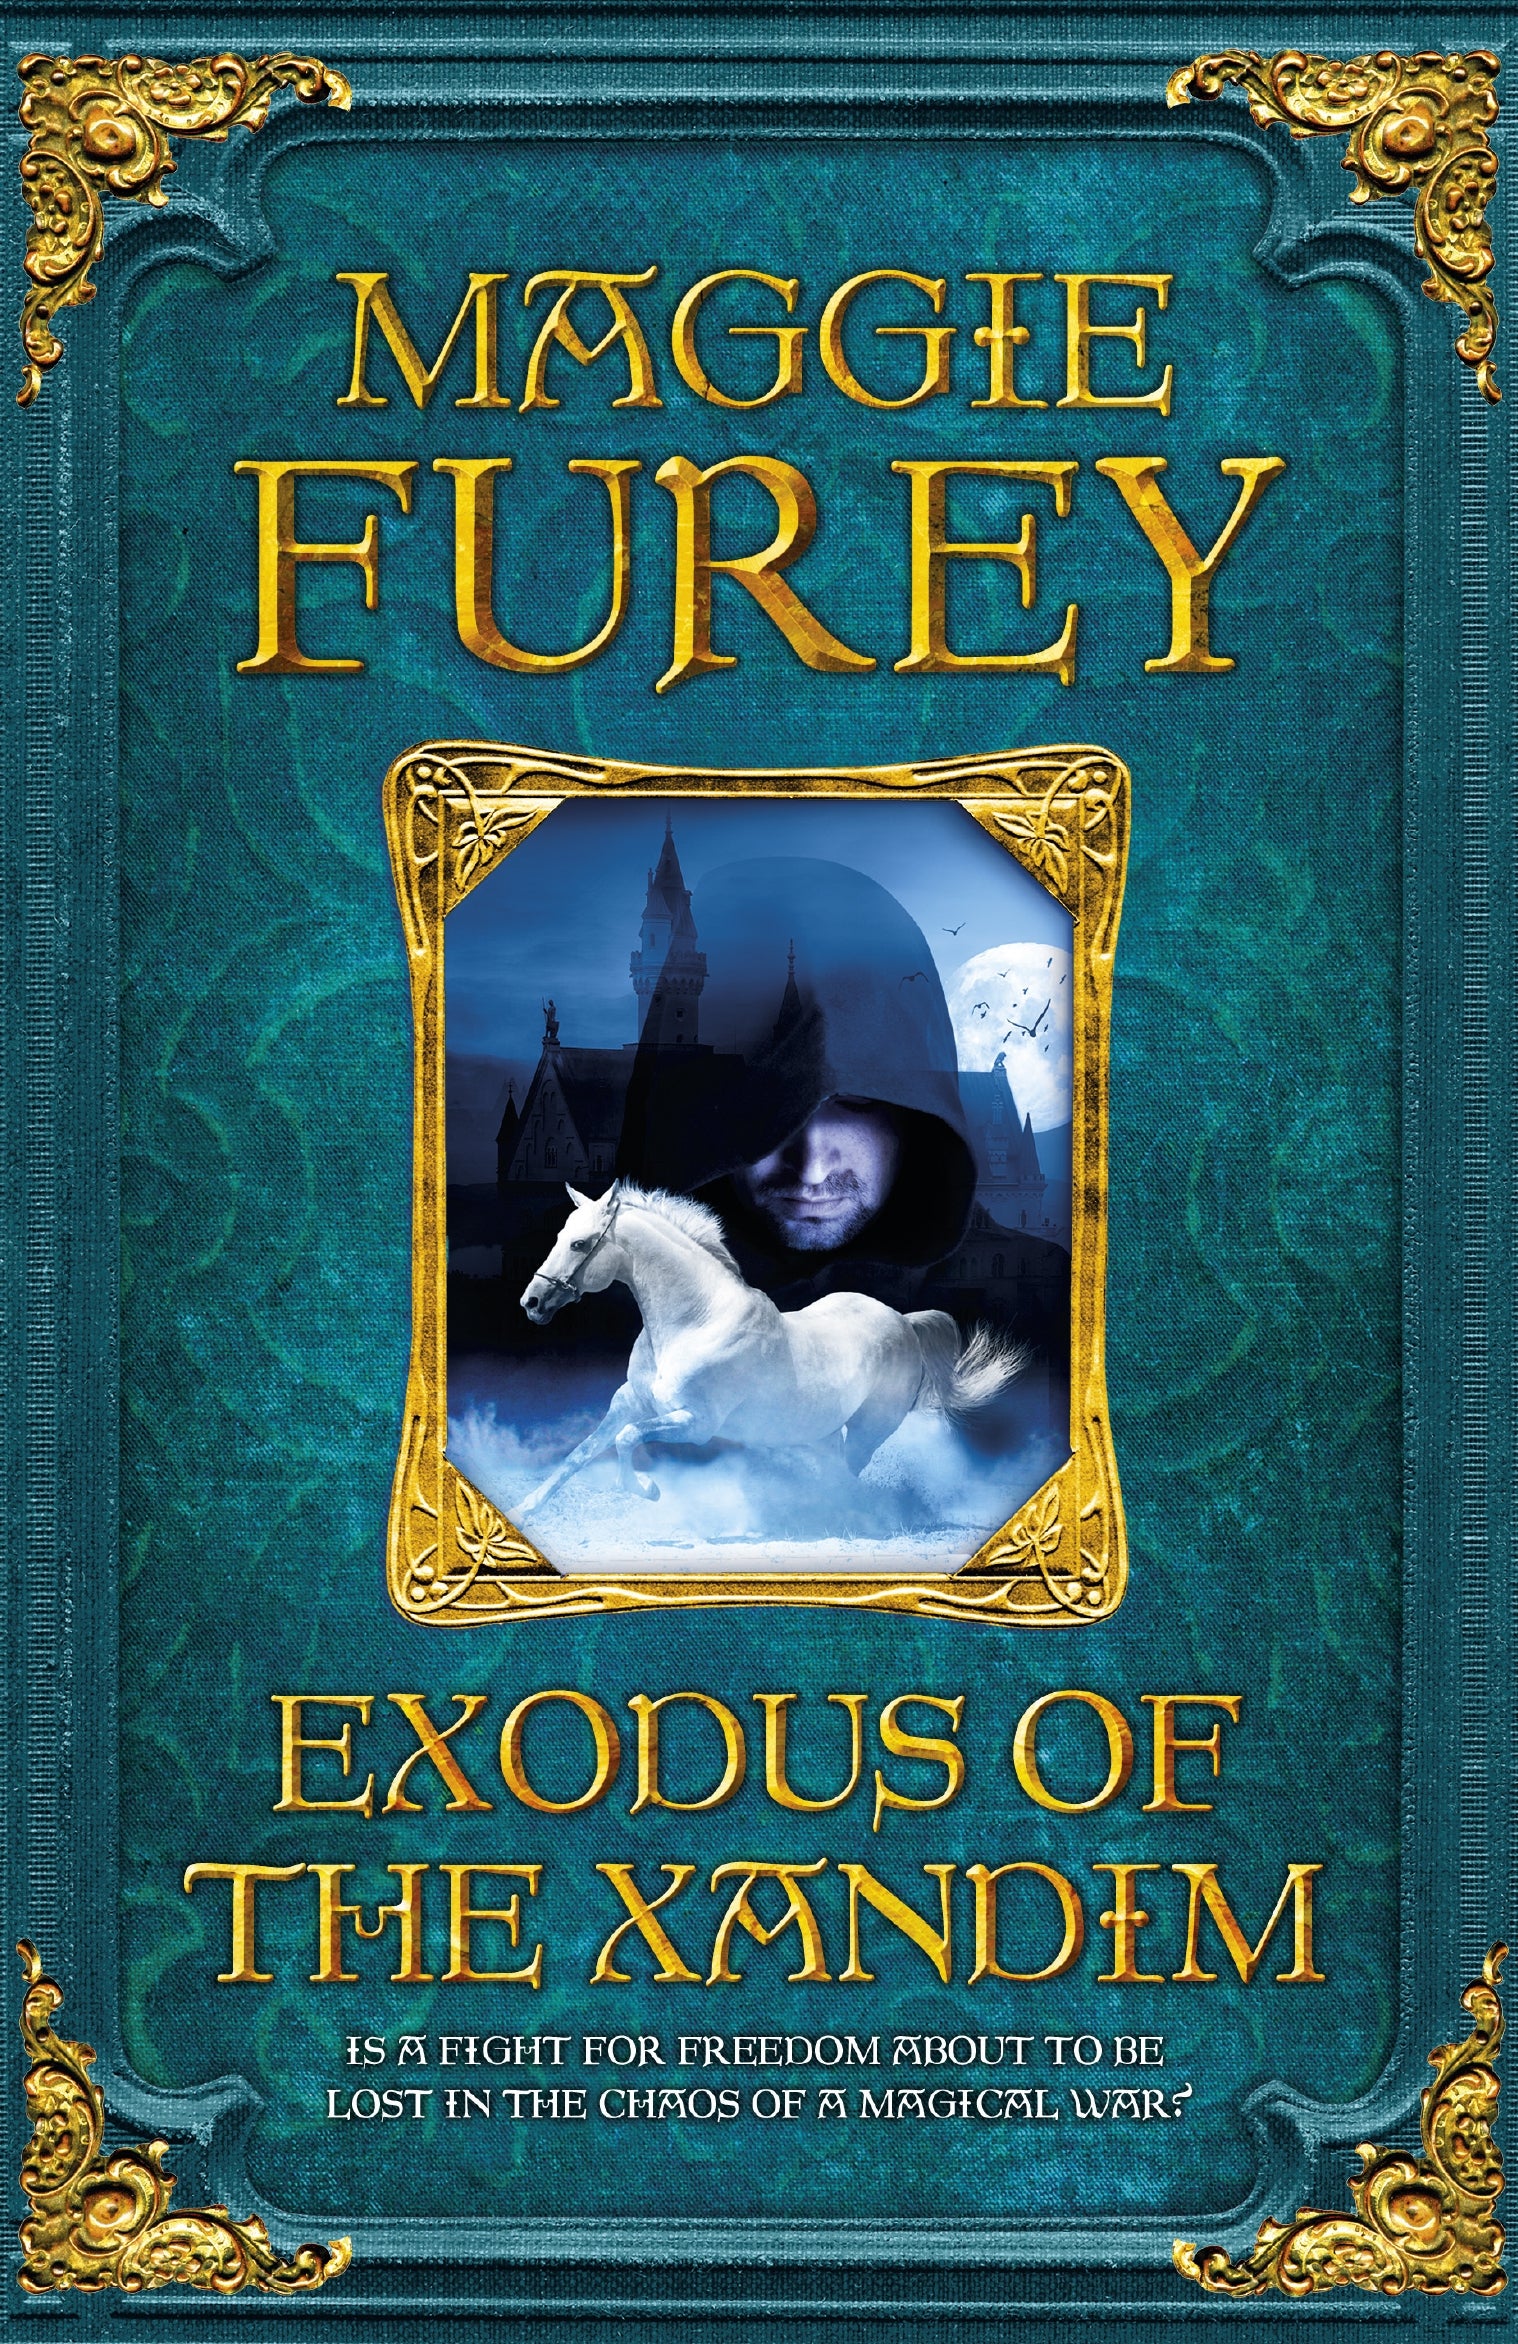 MAGGIE
FUREY
EXODUS OF
THE XANDIM
IS A FIGHT FOR FREEDOM ABOUT TO BE
LOST IN THE CHAOS OF A MAGICAL WAR?